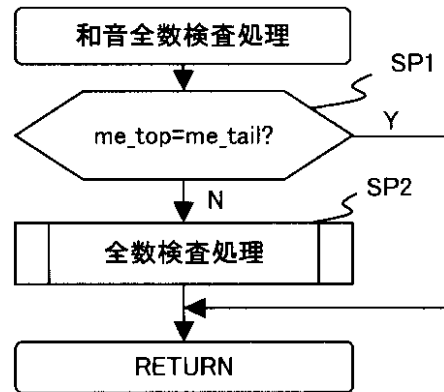 和音全数検査処理
SP1
me_top=me_tail?
Y
N
SP2
全数検査処理
RETURN